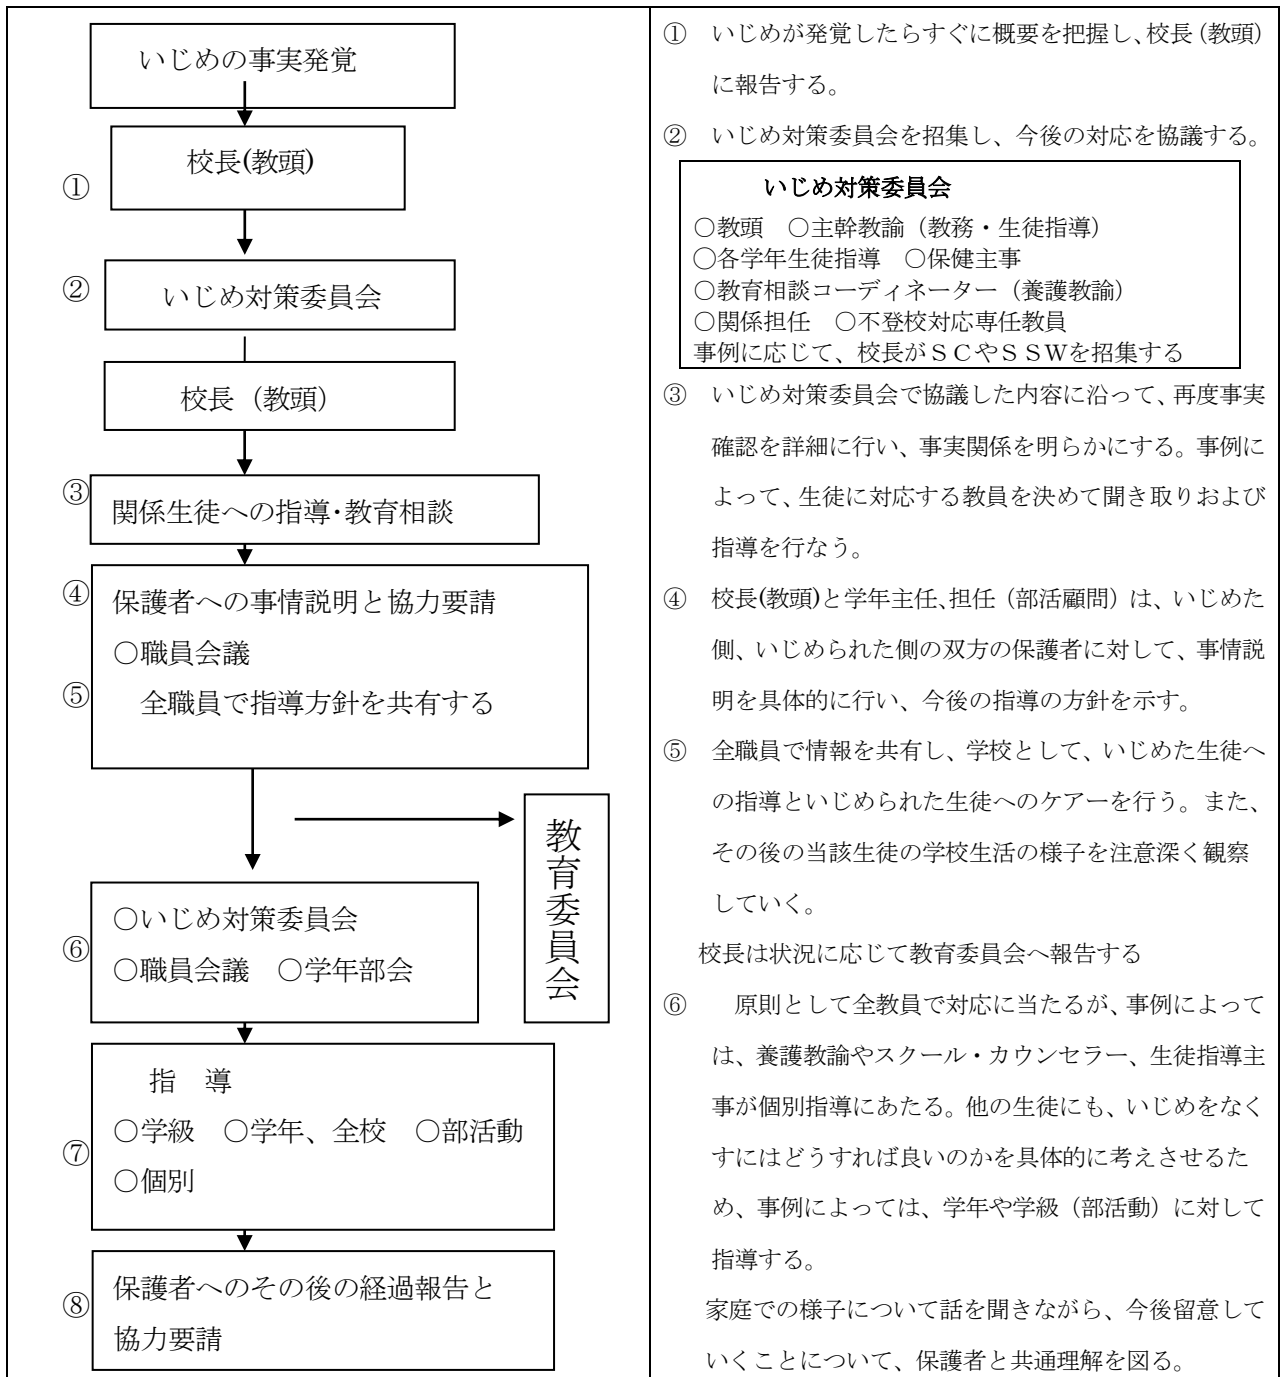 いじめの事実発覚
校長(教頭)
①
②
いじめ対策委員会
校長（教頭）
③
関係生徒への指導・教育相談
④
保護者への事情説明と協力要請
○職員会議
⑤
全職員で指導方針を共有する
教育委員会
○いじめ対策委員会
⑥
○職員会議　○学年部会
指　導
○学級　○学年、全校　○部活動
⑦
○個別
⑧
保護者へのその後の経過報告と
協力要請
①　いじめが発覚したらすぐに概要を把握し、校長（教頭）
に報告する。
②　いじめ対策委員会を招集し、今後の対応を協議する。
いじめ対策委員会
○教頭　○主幹教諭（教務・生徒指導）
○各学年生徒指導　○保健主事
○教育相談コーディネーター（養護教諭）
○関係担任　○不登校対応専任教員
事例に応じて、校長がＳＣやＳＳＷを招集する
③　いじめ対策委員会で協議した内容に沿って、再度事実
確認を詳細に行い、事実関係を明らかにする。事例に
よって、生徒に対応する教員を決めて聞き取りおよび
指導を行なう。
④　校長(教頭)と学年主任、担任（部活顧問）は、いじめた
側、いじめられた側の双方の保護者に対して、事情説
明を具体的に行い、今後の指導の方針を示す。
⑤　全職員で情報を共有し、学校として、いじめた生徒へ
の指導といじめられた生徒へのケアーを行う。また、
その後の当該生徒の学校生活の様子を注意深く観察
していく。
校長は状況に応じて教育委員会へ報告する
⑥　原則として全教員で対応に当たるが、事例によって
は、養護教諭やスクール・カウンセラー、生徒指導主
事が個別指導にあたる。他の生徒にも、いじめをなく
すにはどうすれば良いのかを具体的に考えさせるた
め、事例によっては、学年や学級（部活動）に対して
指導する。
家庭での様子について話を聞きながら、今後留意して
いくことについて、保護者と共通理解を図る。